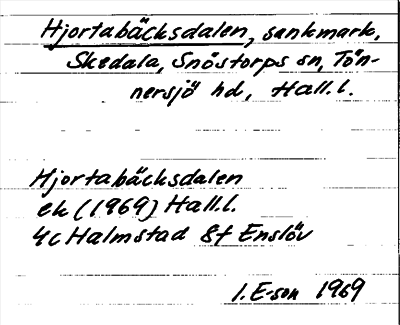 Hjortabäcksdalen, sankmark,
Skedala, Snöstorps sn, Tön-
nersjö hd, Hall.l.
Hjortabäcksdalen
ek (1969) Hall.l.
4c Halmstad 8f Enslöv
I. E-son 1969